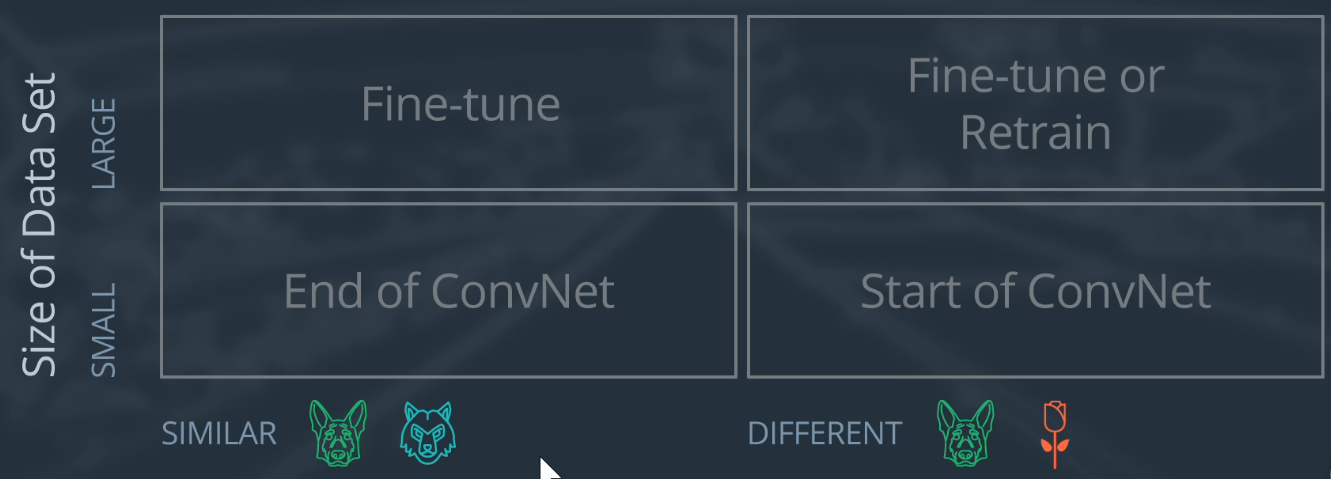 Size of Data Set
LARGE
Fine-tune
Fine-tune or
Retrain
SMALL
End of ConvNet
Start of ConvNet
SIMILAR
DIFFERENT